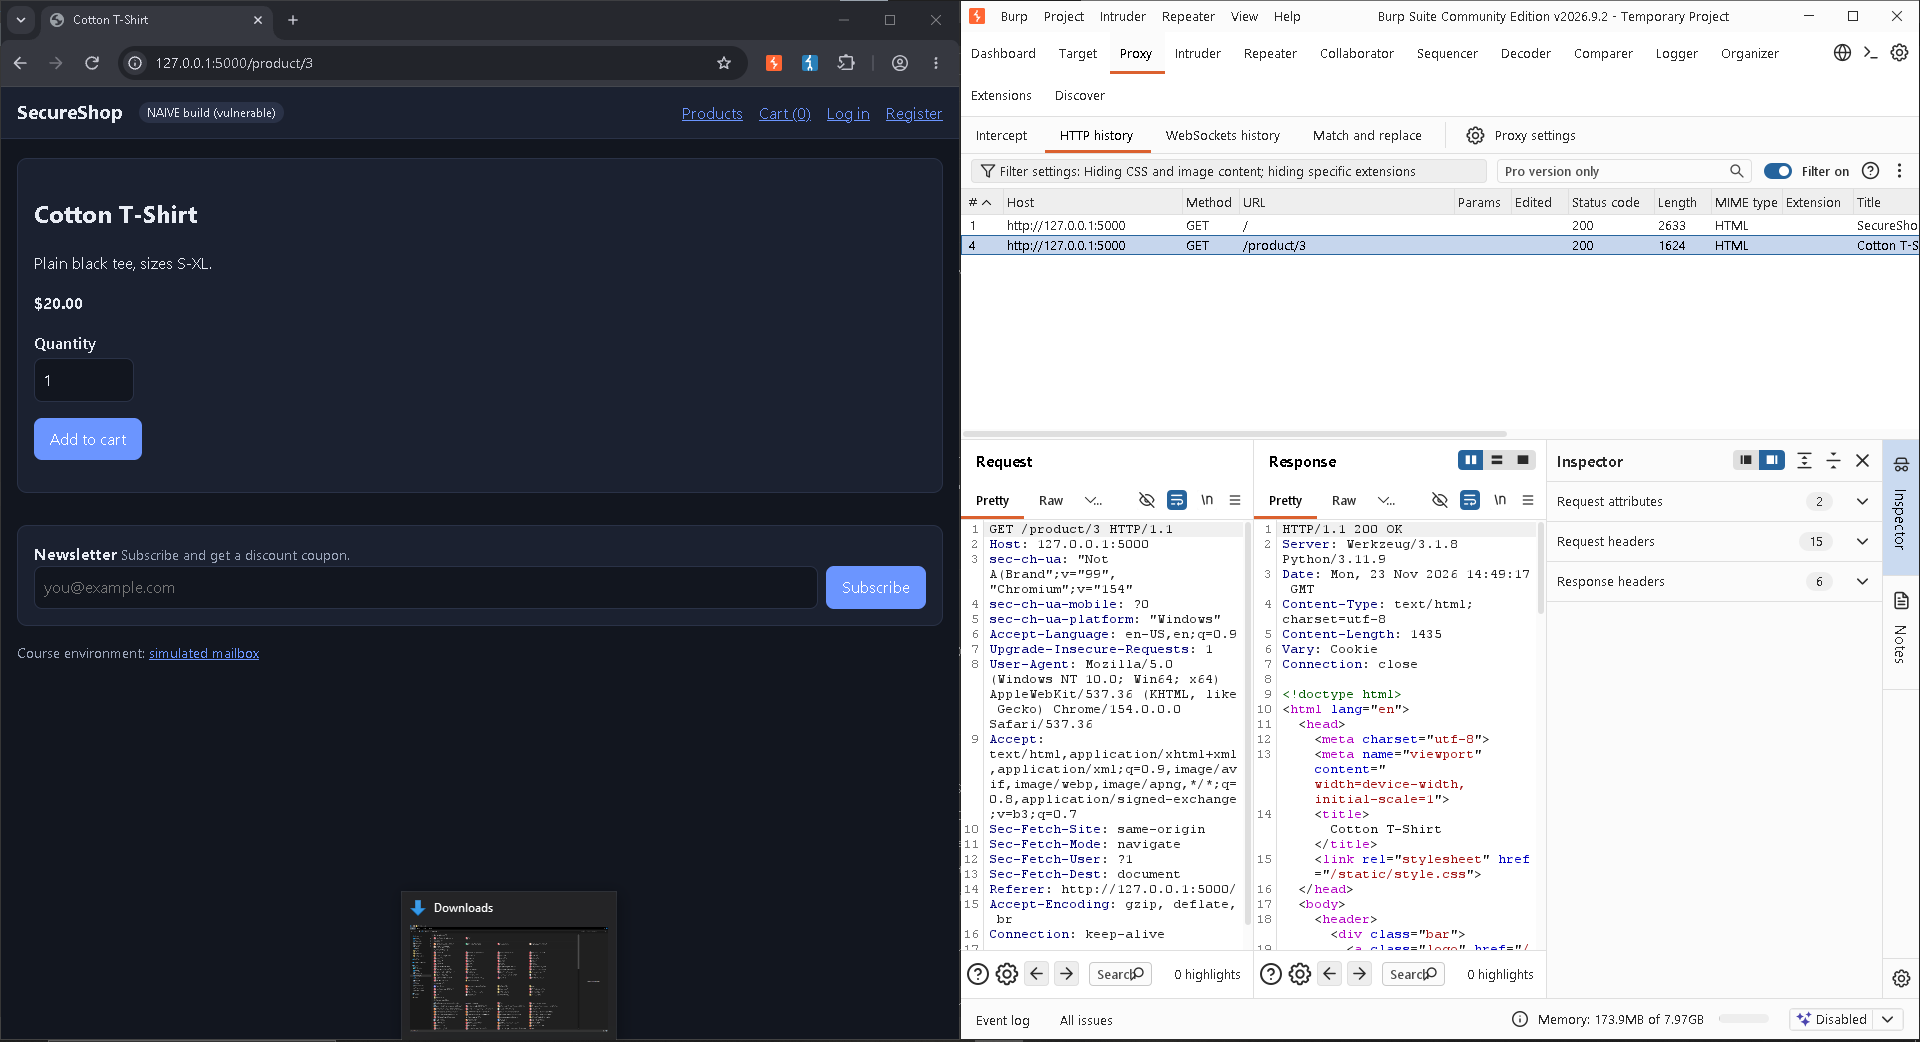 Cotton T-Shirt
127.0.0.1:5000/product/3
SecureShop NAIVE build (vulnerable) Products Cart (0) Log in Register
Cotton T-Shirt
Plain black tee, sizes S-XL.
$20.00
Quantity
1
Add to cart
Newsletter Subscribe and get a discount coupon.
you@example.com Subscribe
Course environment: simulated mailbox
Downloads
Burp Project Intruder Repeater View Help Burp Suite Community Edition v2026.9.2 - Temporary Project
Dashboard Target Proxy Intruder Repeater Collaborator Sequencer Decoder Comparer Logger Organizer
Extensions Discover
Intercept HTTP history WebSockets history Match and replace Proxy settings
Filter settings: Hiding CSS and image content; hiding specific extensions Pro version only Filter on
# Host Method URL Params Edited Status code Length MIME type Extension Title
1 http://127.0.0.1:5000 GET / 200 2633 HTML SecureSho
4 http://127.0.0.1:5000 GET /product/3 200 1624 HTML Cotton T-S
Request
Pretty Raw \n
1 GET /product/3 HTTP/1.1
2 Host: 127.0.0.1:5000
3 sec-ch-ua: "Not
A(Brand";v="99",
"Chromium";v="154"
4 sec-ch-ua-mobile: ?0
5 sec-ch-ua-platform: "Windows"
6 Accept-Language: en-US,en;q=0.9
7 Upgrade-Insecure-Requests: 1
8 User-Agent: Mozilla/5.0
(Windows NT 10.0; Win64; x64)
AppleWebKit/537.36 (KHTML, like
Gecko) Chrome/154.0.0.0
Safari/537.36
9 Accept:
text/html,application/xhtml+xml
,application/xml;q=0.9,image/av
if,image/webp,image/apng,*/*;q=
0.8,application/signed-exchange
;v=b3;q=0.7
10 Sec-Fetch-Site: same-origin
11 Sec-Fetch-Mode: navigate
12 Sec-Fetch-User: ?1
13 Sec-Fetch-Dest: document
14 Referer: http://127.0.0.1:5000/
15 Accept-Encoding: gzip, deflate,
br
16 Connection: keep-alive
17
Search 0 highlights
Response
Pretty Raw \n
1 HTTP/1.1 200 OK
2 Server: Werkzeug/3.1.8
Python/3.11.9
3 Date: Mon, 23 Nov 2026 14:49:17
GMT
4 Content-Type: text/html;
charset=utf-8
5 Content-Length: 1435
6 Vary: Cookie
7 Connection: close
8
9 <!doctype html>
10 <html lang="en">
11 <head>
12 <meta charset="utf-8">
13 <meta name="viewport"
content="
width=device-width,
initial-scale=1">
14 <title>
Cotton T-Shirt
</title>
15 <link rel="stylesheet" href
="/static/style.css">
16 </head>
17 <body>
18 <header>
<div class="bar">
19 <a class="logo" href="/
Search 0 highlights
Inspector
Request attributes 2
Request headers 15
Response headers 6
Inspector
Notes
Event log All issues Memory: 173.9MB of 7.97GB Disabled